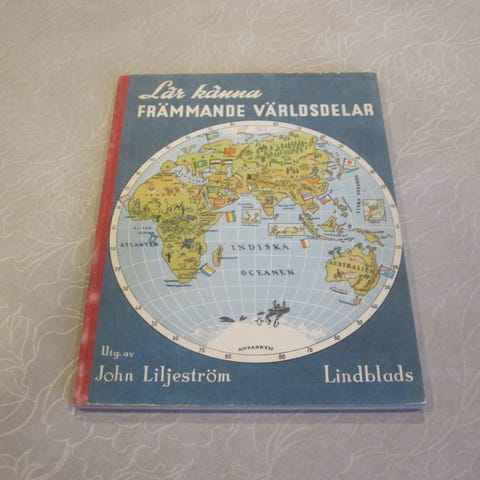 Lär känna
FRÄMMANDE VÄRLDSDELAR
ATLANTEN
INDISKA
OCEANEN
AUSTRALIEN
ANTARKTIS
Utg. av
John Liljeström
Lindblads